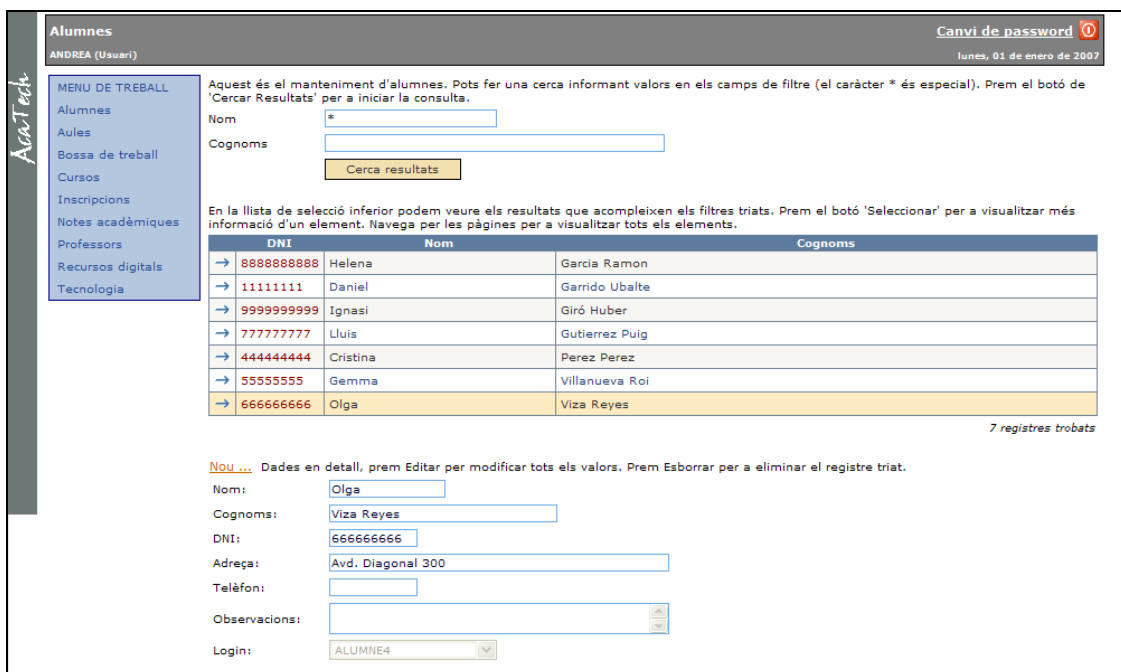 AcaTech
Alumnes
Canvi de password
ANDREA (Usuari)
lunes, 01 de enero de 2007
MENU DE TREBALL
Alumnes
Aules
Bossa de treball
Cursos
Inscripcions
Notes acadèmiques
Professors
Recursos digitals
Tecnologia
Aquest és el manteniment d'alumnes. Pots fer una cerca informant valors en els camps de filtre (el caràcter * és especial). Prem el botó de
'Cercar Resultats' per a iniciar la consulta.
Nom *
Cognoms
Cerca resultats
En la llista de selecció inferior podem veure els resultats que acompleixen els filtres triats. Prem el botó 'Seleccionar' per a visualitzar més
informació d'un element. Navega per les pàgines per a visualitzar tots els elements.
DNI Nom Cognoms
→ 8888888888 Helena Garcia Ramon
→ 11111111 Daniel Garrido Ubalte
→ 9999999999 Ignasi Giró Huber
→ 777777777 Lluis Gutierrez Puig
→ 444444444 Cristina Perez Perez
→ 55555555 Gemma Villanueva Roi
→ 666666666 Olga Viza Reyes
7 registres trobats
Nou ... Dades en detall, prem Editar per modificar tots els valors. Prem Esborrar per a eliminar el registre triat.
Nom: Olga
Cognoms: Viza Reyes
DNI: 666666666
Adreça: Avd. Diagonal 300
Telèfon:
Observacions:
Login: ALUMNE4